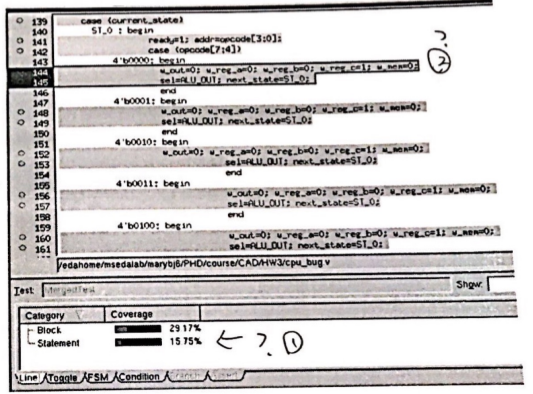 139 case (current_state)
140 ST_0 : begin
141 ready=1; addr=opcode[3:0];
142 case (opcode[7:4])
143 4'b0000: begin
144 w_out=0; w_reg_a=0; w_reg_b=0; w_reg_c=1; w_mem=0;
145 sel=ALU_OUT; next_state=ST_0;
146 end
147 4'b0001: begin
148 w_out=0; w_reg_a=0; w_reg_b=0; w_reg_c=1; w_mem=0;
149 sel=ALU_OUT; next_state=ST_0;
150 end
151 4'b0010: begin
152 w_out=0; w_reg_a=0; w_reg_b=0; w_reg_c=1; w_mem=0;
153 sel=ALU_OUT; next_state=ST_0;
154 end
155 4'b0011: begin
156 w_out=0; w_reg_a=0; w_reg_b=0; w_reg_c=1; w_mem=0;
157 sel=ALU_OUT; next_state=ST_0;
158 end
159 4'b0100: begin
160 w_out=0; w_reg_a=0; w_reg_b=0; w_reg_c=1; w_mem=0;
161 sel=ALU_OUT; next_state=ST_0;
? ②
/edahome/msedalab/marybj6/PHD/course/CAD/HW3/cpu_bug.v
Test: MergedTest Show:
Category Coverage
Block 29.17%
Statement 15.75% ← ? ①
Line Toggle FSM Condition Branch Assert